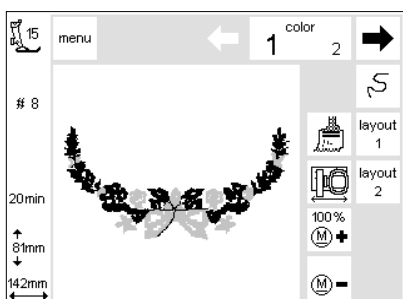 15
menu
color
1 2
# 8
layout
1
20min
layout
2
81mm
100%
M +
142mm
M -